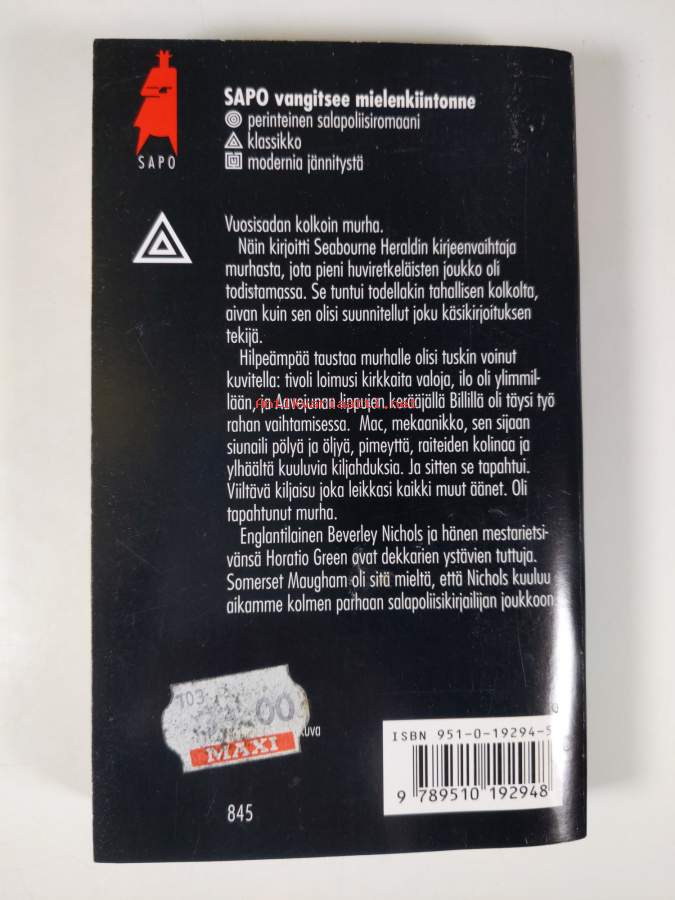 SAPO
SAPO vangitsee mielenkiintonne
perinteinen salapoliisiromaani
klassikko
modernia jännitystä
Vuosisadan kolkoin murha.
Näin kirjoitti Seabourne Heraldin kirjeenvaihtaja
murhasta, jota pieni huviretkeläisten joukko oli
todistamassa. Se tuntui todellakin tahallisen kolkolta,
aivan kuin sen olisi suunnitellut joku käsikirjoituksen
tekijä.
Hilpeämpää taustaa murhalle olisi tuskin voinut
kuvitella: tivoli loimusi kirkkaita valoja, ilo oli ylimmil-
lään, ja Aavejunan lippujen kerääjällä Billillä oli täysi työ
rahan vaihtamisessa. Mac, mekaanikko, sen sijaan
siunaili pölyä ja öljyä, pimeyttä, raiteiden kolinaa ja
ylhäältä kuuluvia kiljahduksia. Ja sitten se tapahtui.
Viiltävä kiljaisu joka leikkasi kaikki muut äänet. Oli
tapahtunut murha.
Englantilainen Beverley Nichols ja hänen mestarietsi-
vänsä Horatio Green ovat dekkarien ystävien tuttuja.
Somerset Maugham oli sitä mieltä, että Nichols kuuluu
aikamme kolmen parhaan salapoliisikirjailijan joukkoon
T03
.00
MAXI
kuva
ISBN 951-0-19294-5
9 789510 192948
845